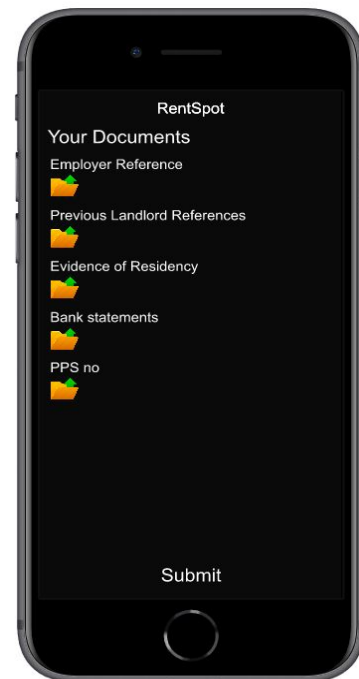 RentSpot
Your Documents
Employer Reference
Previous Landlord References
Evidence of Residency
Bank statements
PPS no
Submit